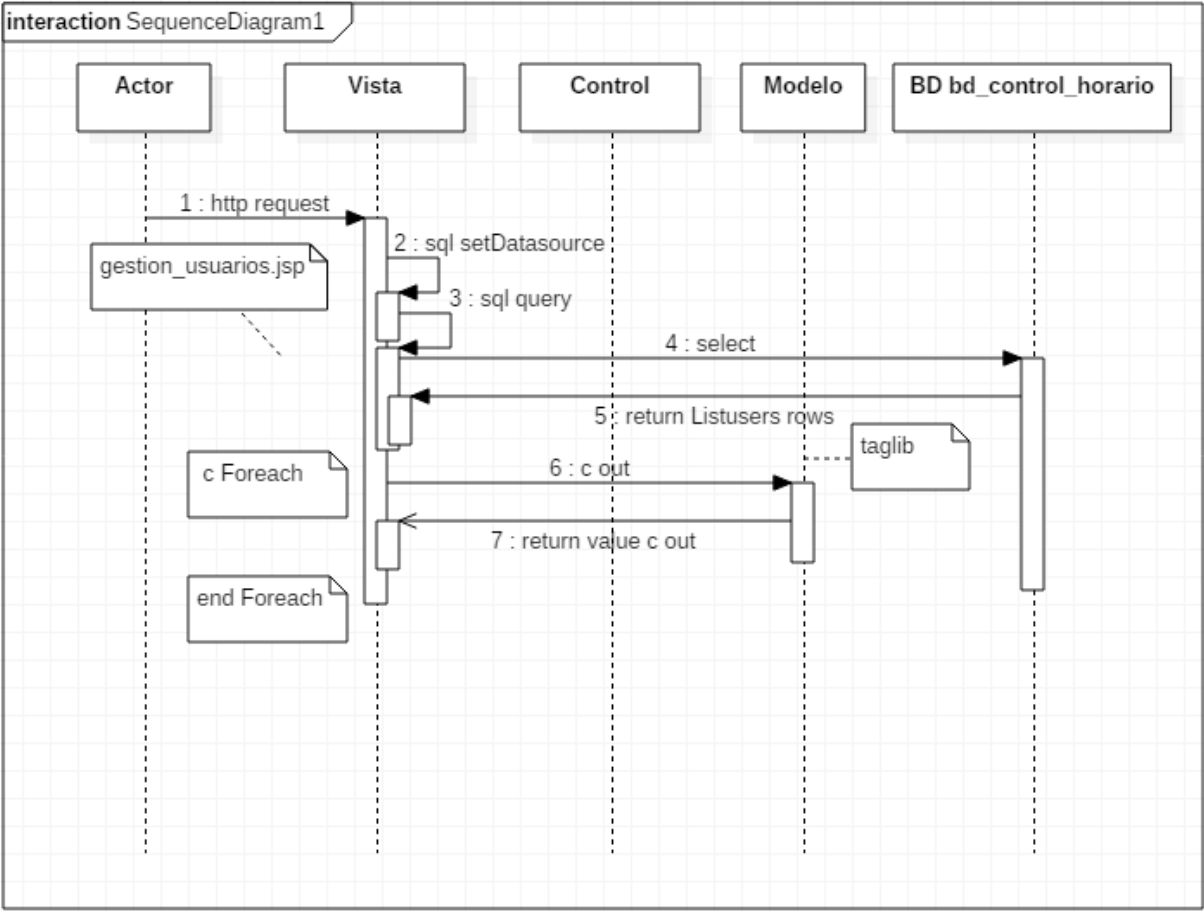 interaction SequenceDiagram1
Actor
Vista
Control
Modelo
BD bd_control_horario
1 : http request
2 : sql setDatasource
gestion_usuarios.jsp
3 : sql query
4 : select
5 : return Listusers rows
taglib
c Foreach
6 : c out
7 : return value c out
end Foreach